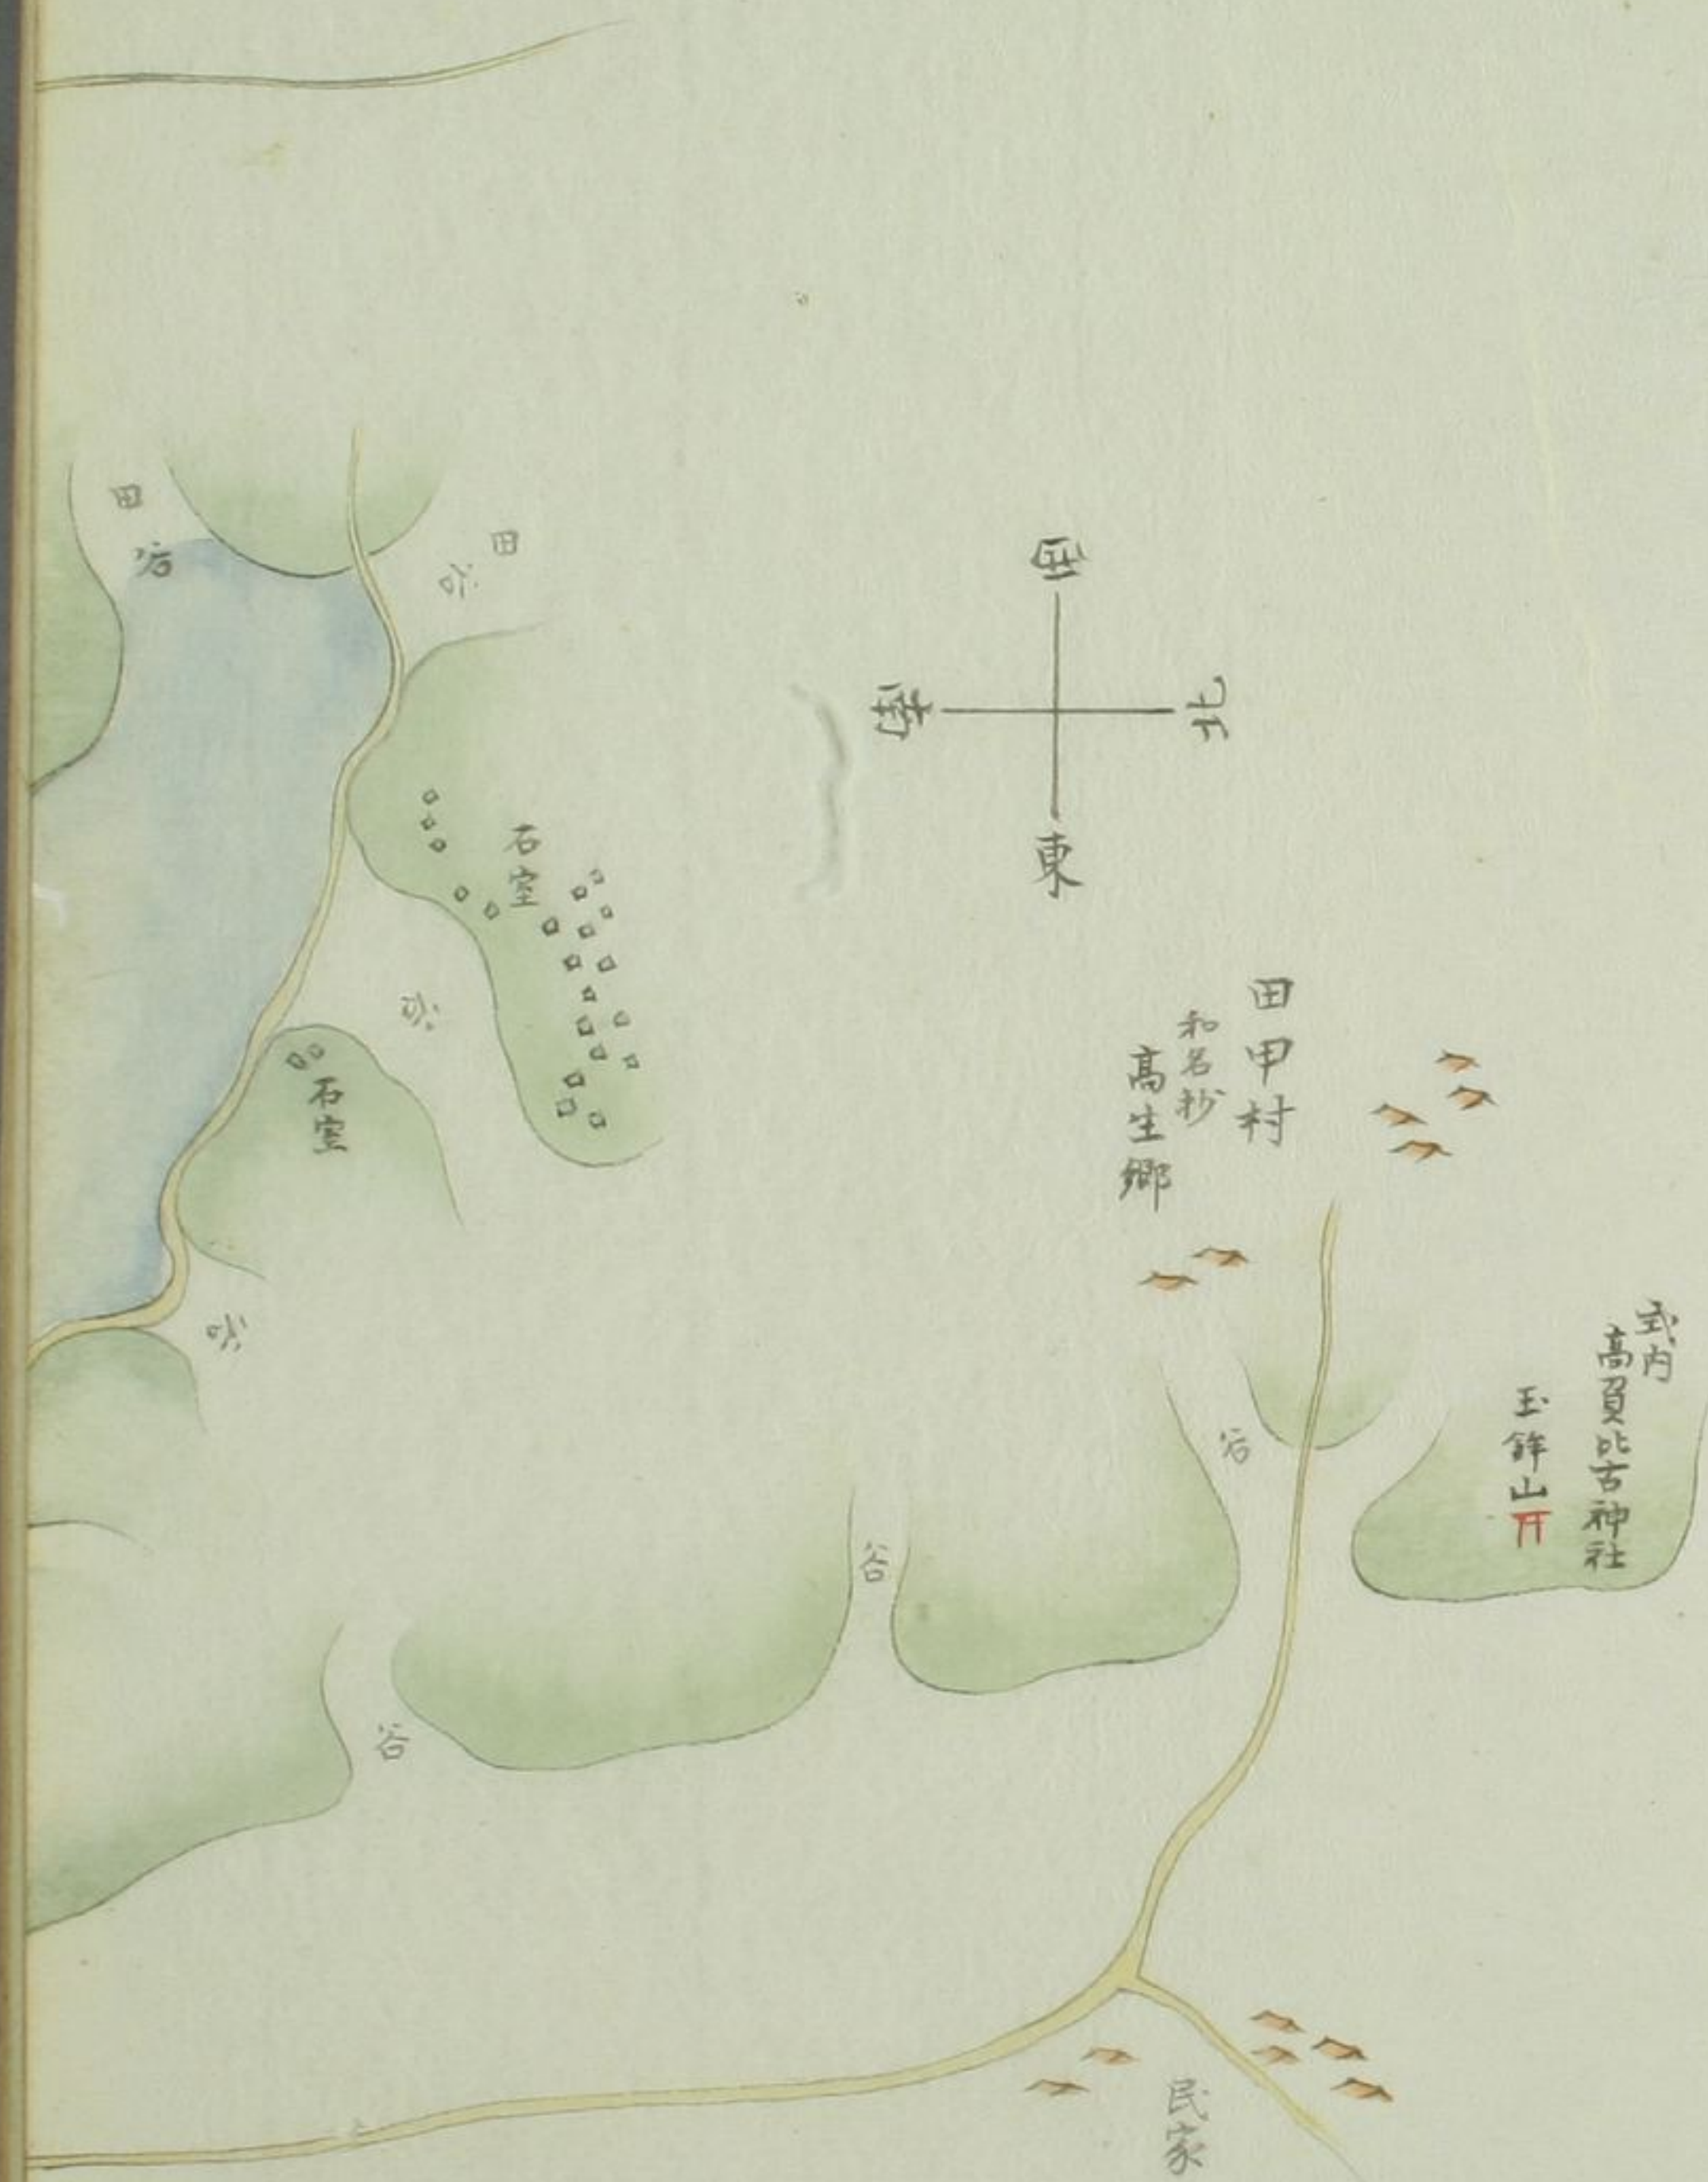 西
北
南
東
田甲村
和名抄
高生郷
式内
高負比古神社
玉鉾山
田
谷
田
谷
石室
谷
石室
谷
谷
谷
谷
民家